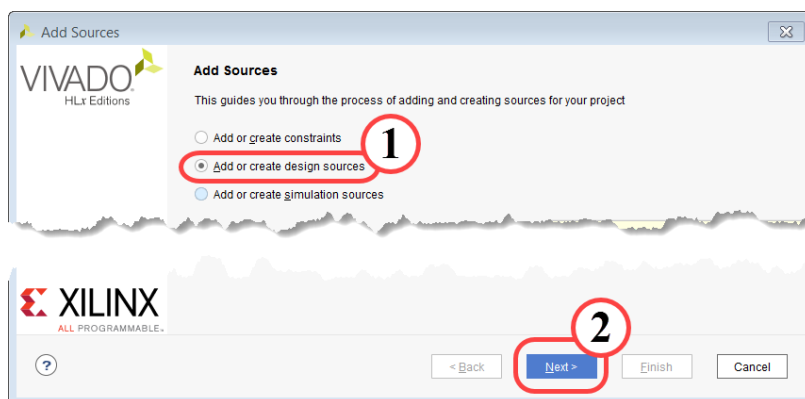 Add Sources
VIVADO
HLx Editions
Add Sources
This guides you through the process of adding and creating sources for your project
Add or create constraints
1
Add or create design sources
Add or create simulation sources
XILINX
ALL PROGRAMMABLE.
2
?
< Back
Next >
Finish
Cancel